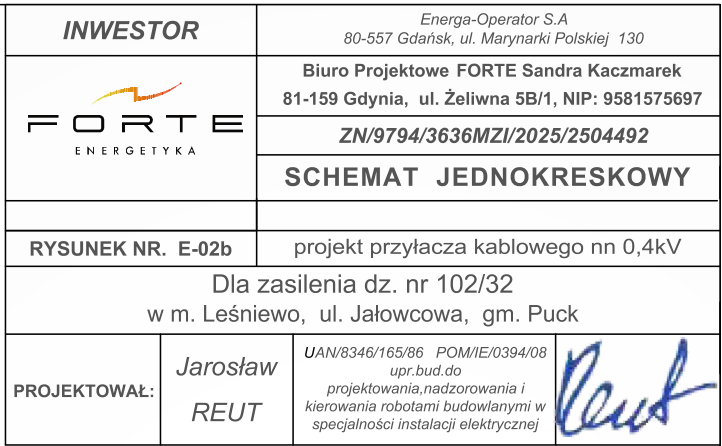 INWESTOR
Energa-Operator S.A
80-557 Gdańsk, ul. Marynarki Polskiej 130
FORTE
ENERGETYKA
Biuro Projektowe FORTE Sandra Kaczmarek
81-159 Gdynia, ul. Żeliwna 5B/1, NIP: 9581575697
ZN/9794/3636MZI/2025/2504492
SCHEMAT JEDNOKRESKOWY
RYSUNEK NR. E-02b
projekt przyłacza kablowego nn 0,4kV
Dla zasilenia dz. nr 102/32
w m. Leśniewo, ul. Jałowcowa, gm. Puck
PROJEKTOWAŁ:
Jarosław
REUT
UAN/8346/165/86 POM/IE/0394/08
upr.bud.do
projektowania,nadzorowania i
kierowania robotami budowlanymi w
specjalności instalacji elektrycznej
Reut